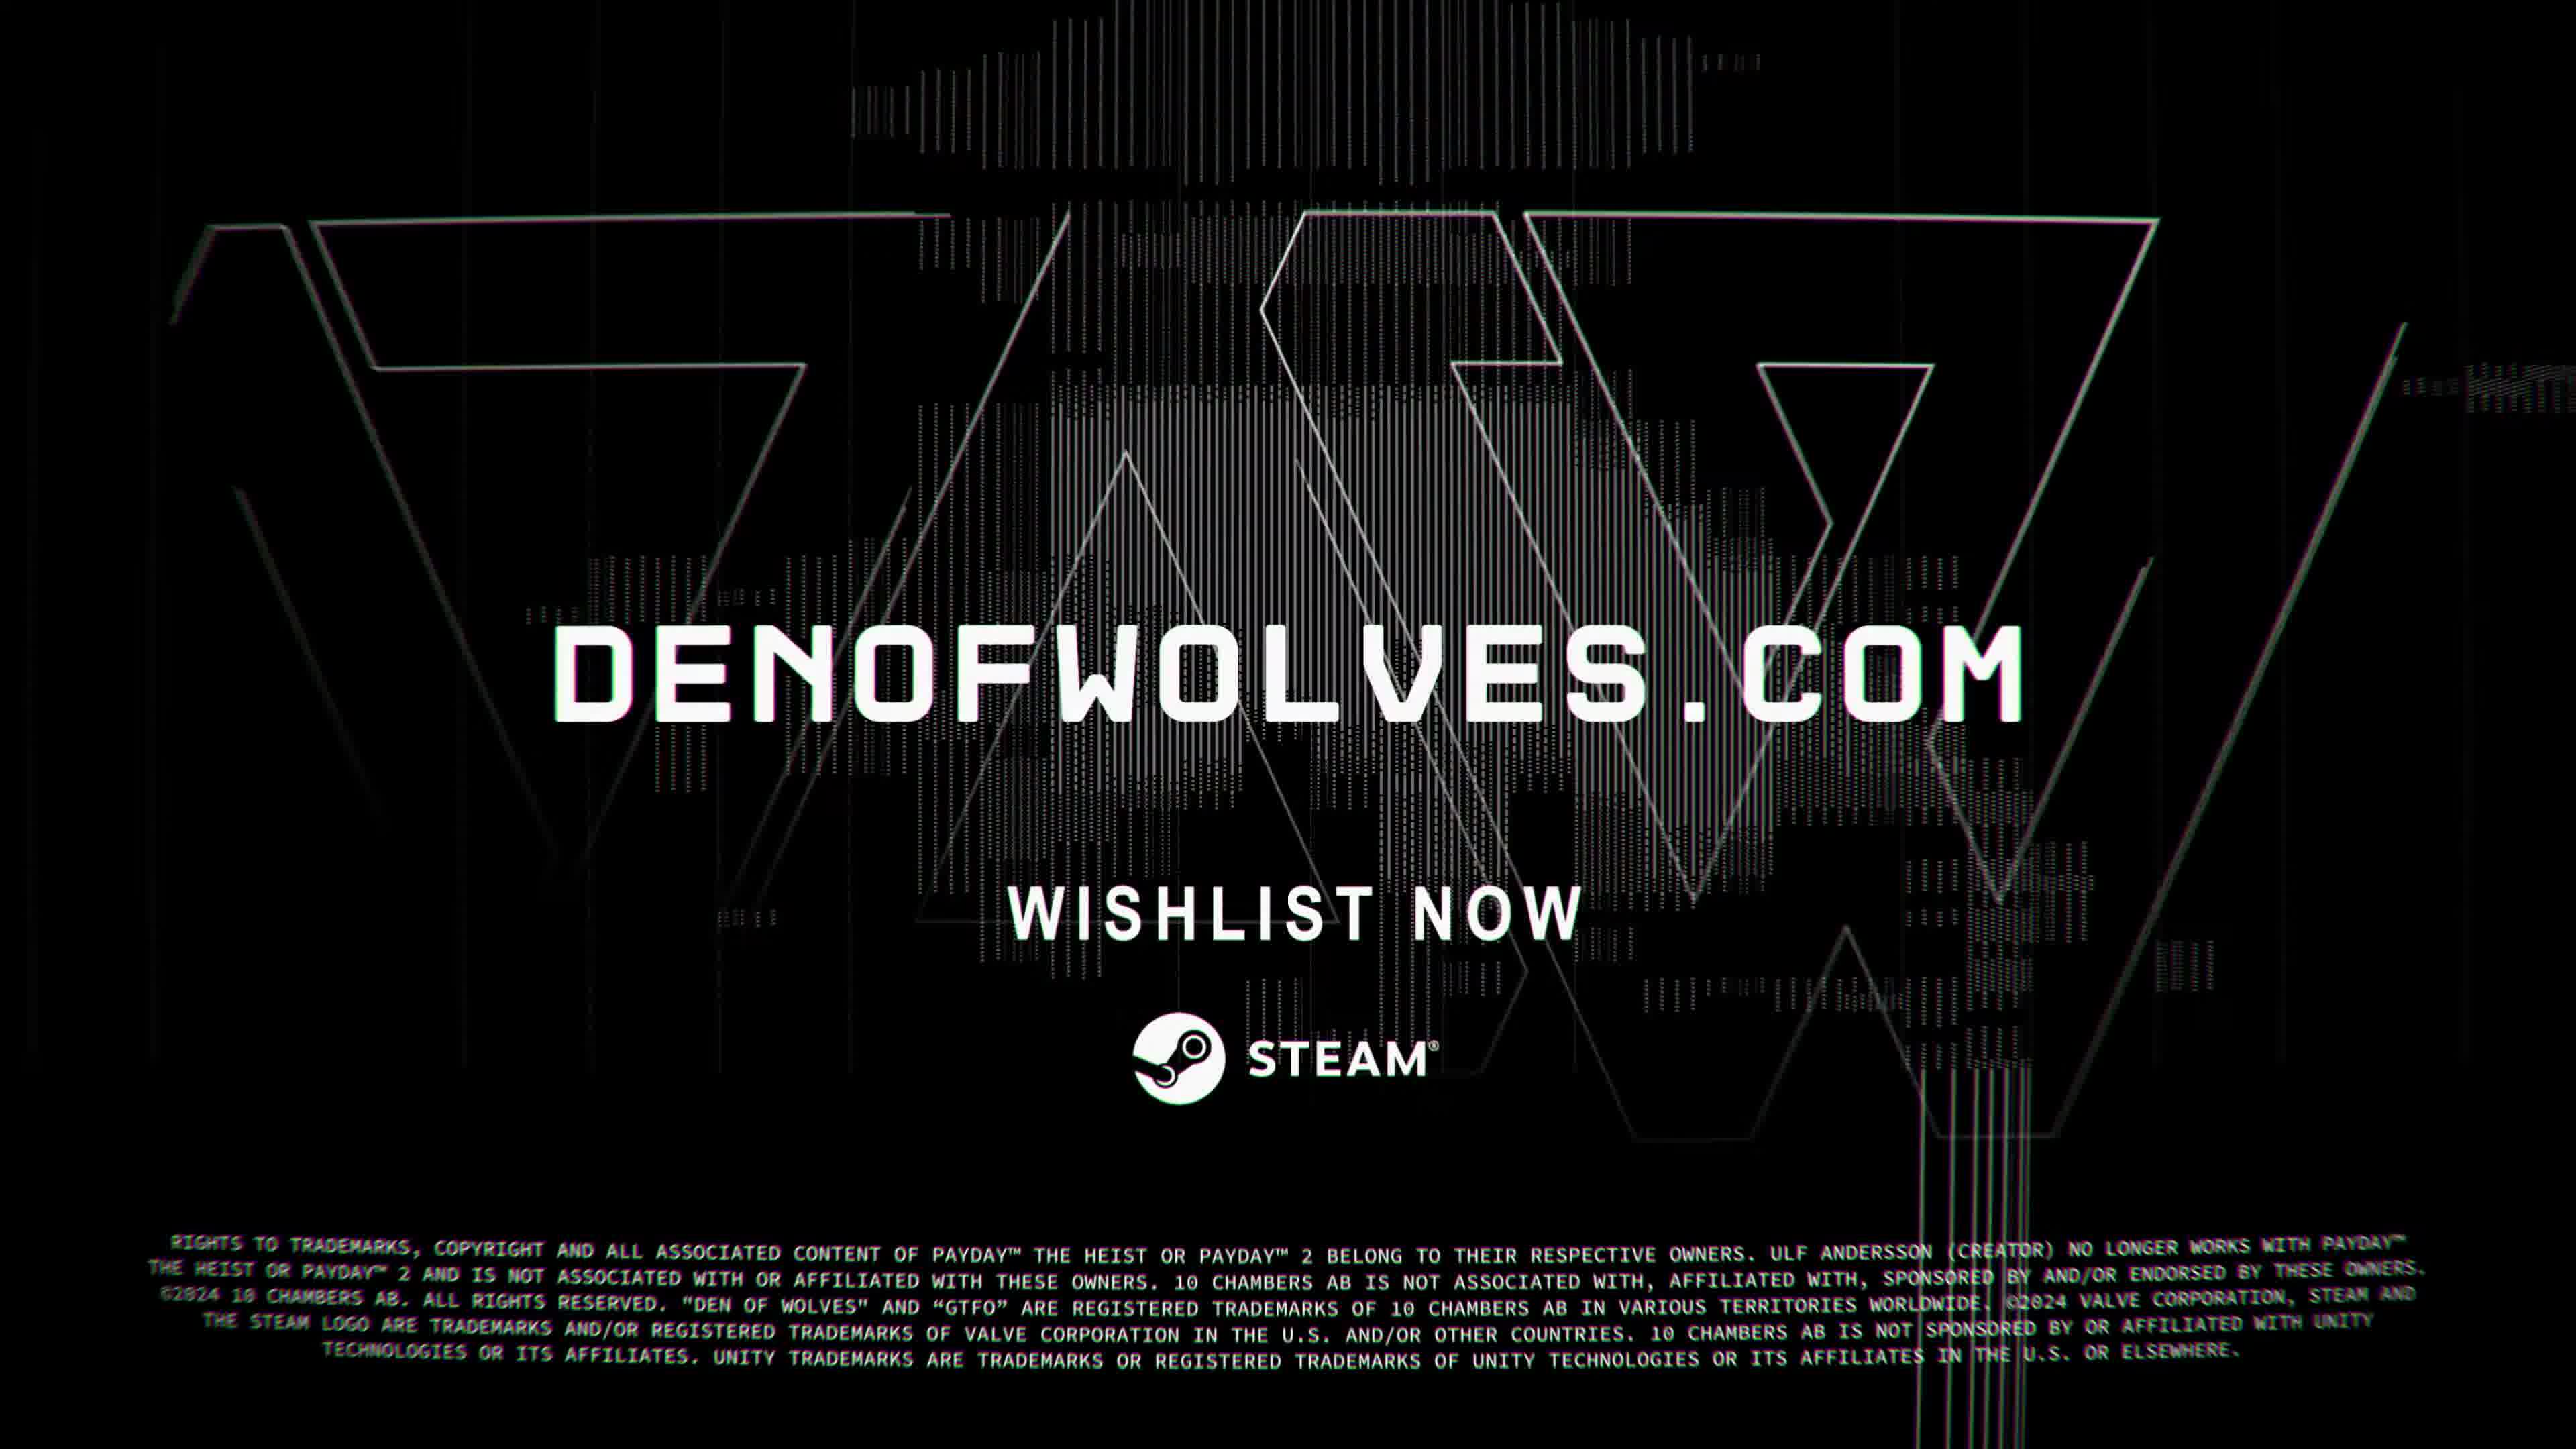 DENOFWOLVES.COM
WISHLIST NOW
STEAM®
RIGHTS TO TRADEMARKS, COPYRIGHT AND ALL ASSOCIATED CONTENT OF PAYDAY™ THE HEIST OR PAYDAY™ 2 BELONG TO THEIR RESPECTIVE OWNERS. ULF ANDERSSON (CREATOR) NO LONGER WORKS WITH PAYDAY™
THE HEIST OR PAYDAY™ 2 AND IS NOT ASSOCIATED WITH OR AFFILIATED WITH THESE OWNERS. 10 CHAMBERS AB IS NOT ASSOCIATED WITH, AFFILIATED WITH, SPONSORED BY AND/OR ENDORSED BY THESE OWNERS.
©2024 10 CHAMBERS AB. ALL RIGHTS RESERVED. "DEN OF WOLVES" AND “GTFO” ARE REGISTERED TRADEMARKS OF 10 CHAMBERS AB IN VARIOUS TERRITORIES WORLDWIDE. ©2024 VALVE CORPORATION, STEAM AND
THE STEAM LOGO ARE TRADEMARKS AND/OR REGISTERED TRADEMARKS OF VALVE CORPORATION IN THE U.S. AND/OR OTHER COUNTRIES. 10 CHAMBERS AB IS NOT SPONSORED BY OR AFFILIATED WITH UNITY
TECHNOLOGIES OR ITS AFFILIATES. UNITY TRADEMARKS ARE TRADEMARKS OR REGISTERED TRADEMARKS OF UNITY TECHNOLOGIES OR ITS AFFILIATES IN THE U.S. OR ELSEWHERE.